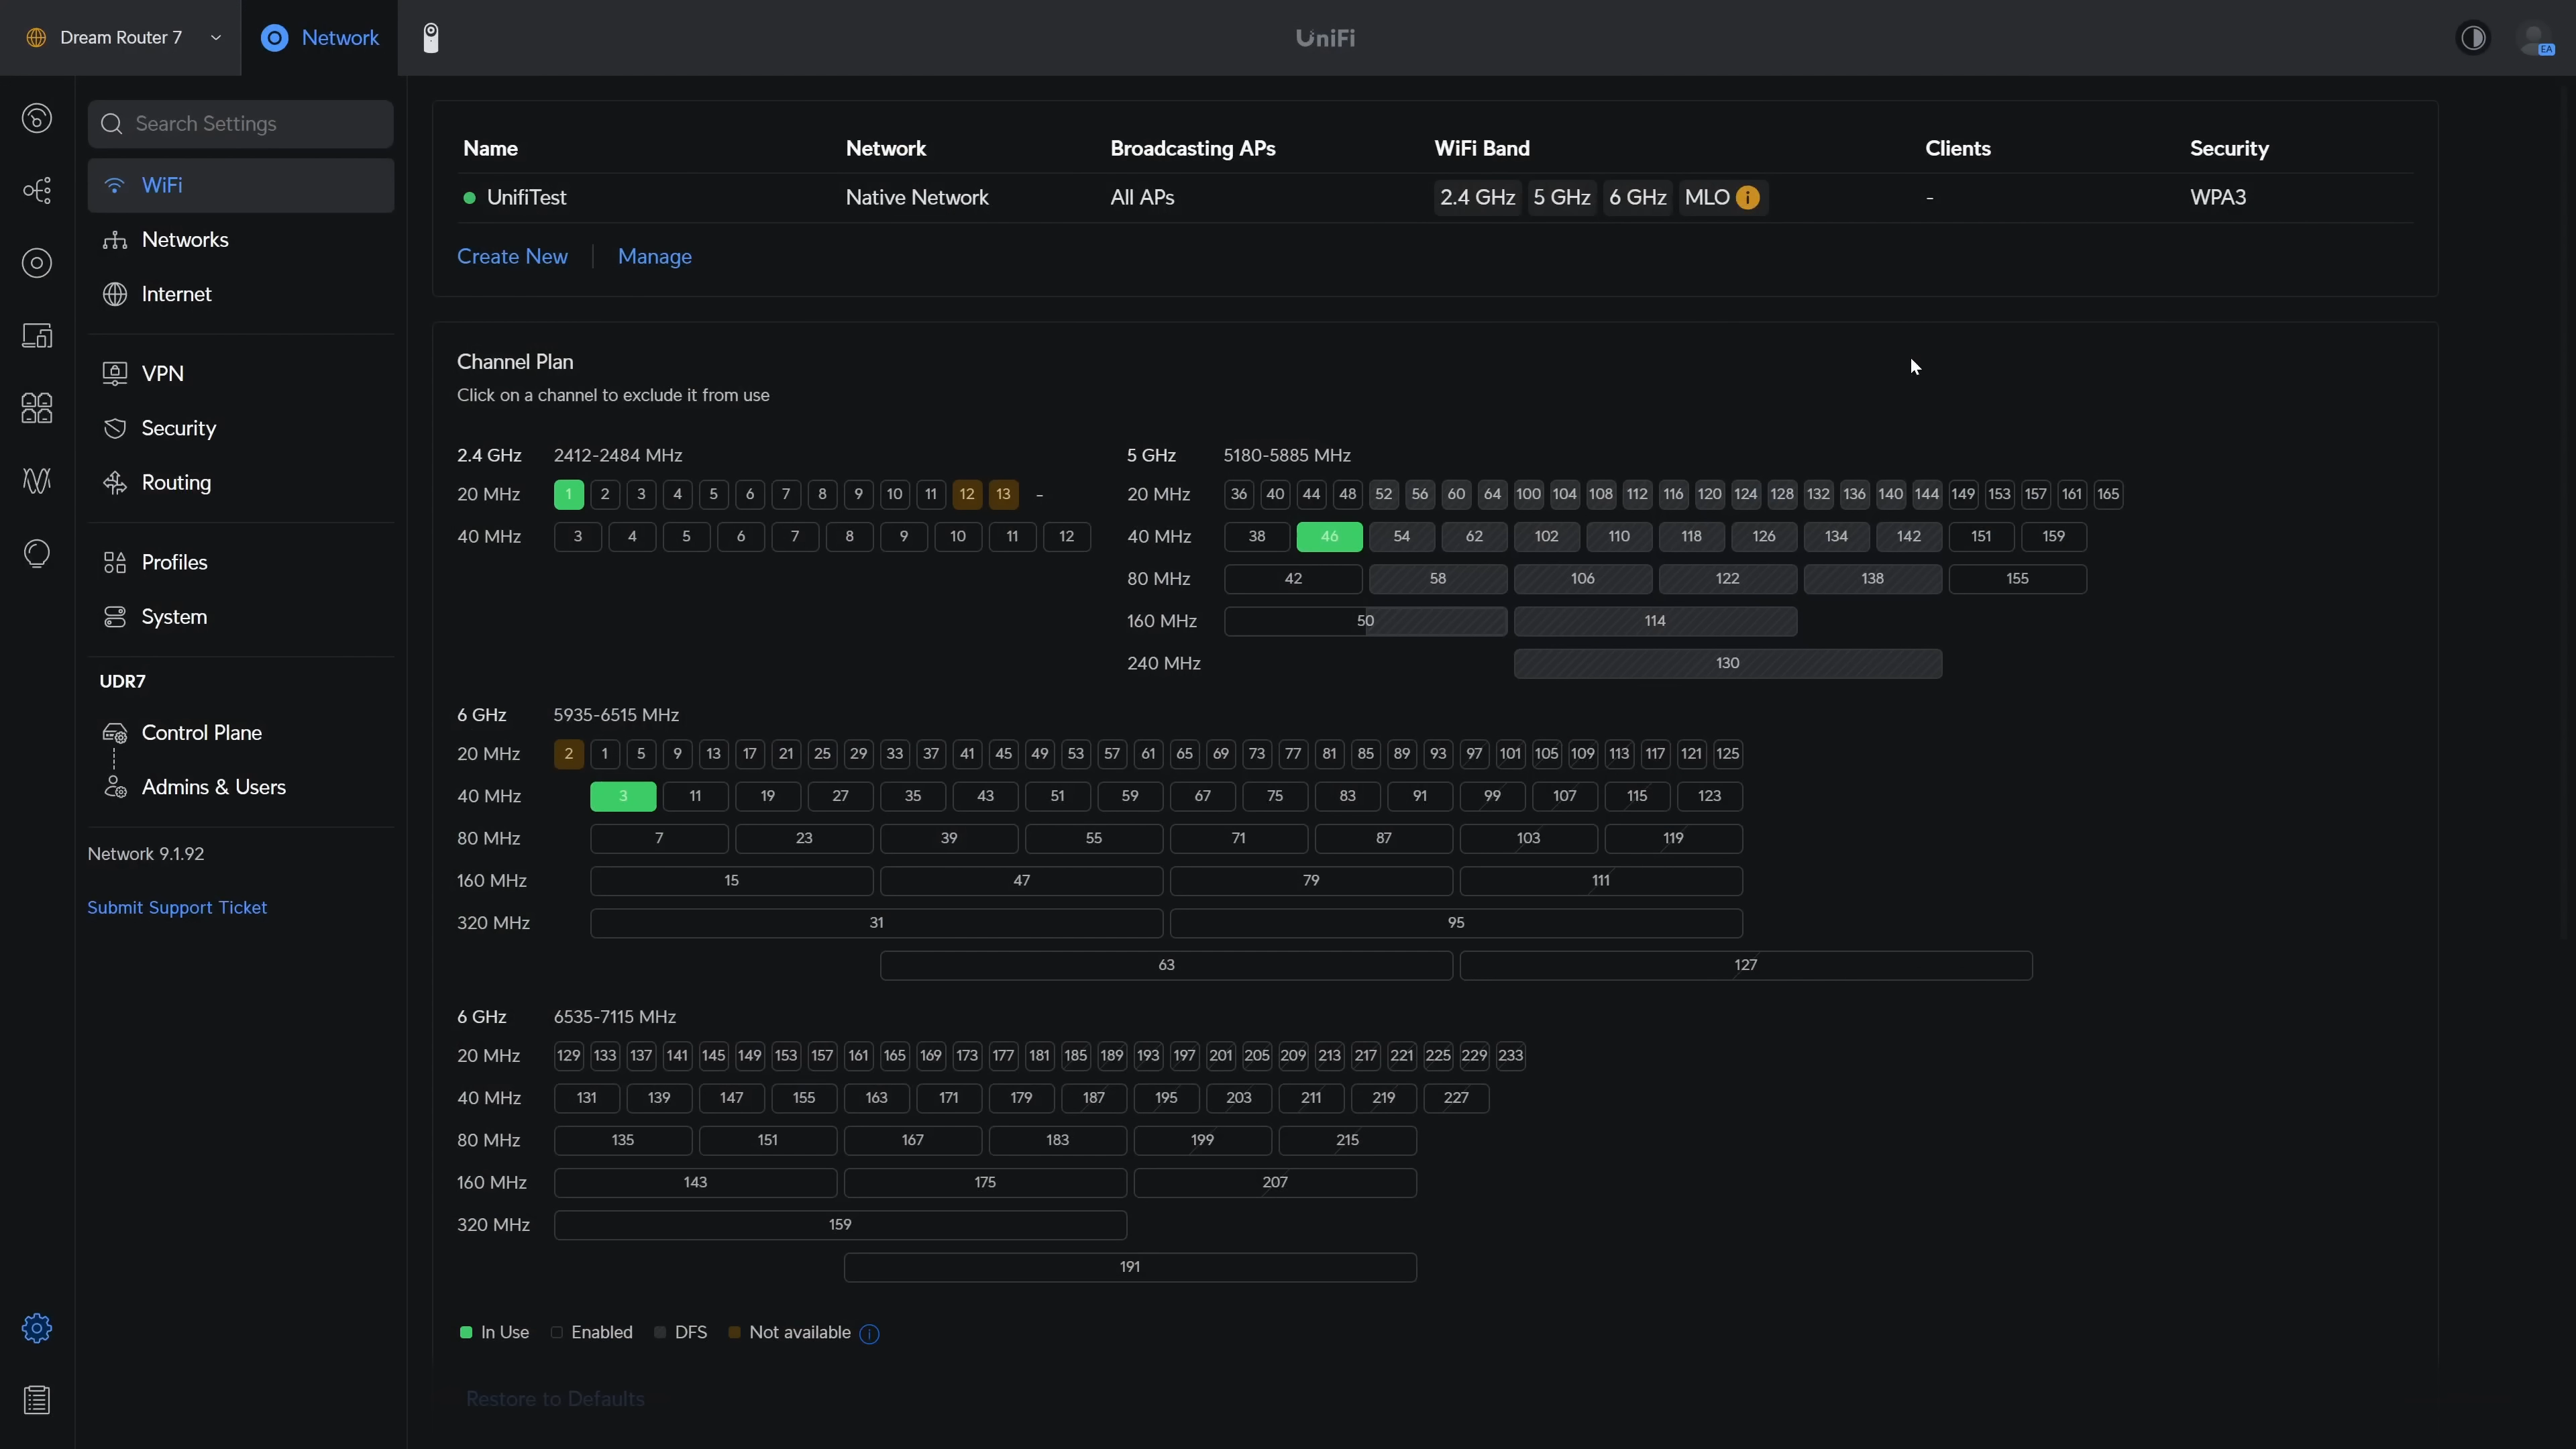 Dream Router 7
Network
UniFi
EA
Search Settings
WiFi
Networks
Internet
VPN
Security
Routing
Profiles
System
UDR7
Control Plane
Admins & Users
Network 9.1.92
Submit Support Ticket
Name Network Broadcasting APs WiFi Band Clients Security
UnifiTest Native Network All APs 2.4 GHz 5 GHz 6 GHz MLO - WPA3
Create New Manage
Channel Plan
Click on a channel to exclude it from use
2.4 GHz 2412-2484 MHz
20 MHz 1 2 3 4 5 6 7 8 9 10 11 12 13 -
40 MHz 3 4 5 6 7 8 9 10 11 12
5 GHz 5180-5885 MHz
20 MHz 36 40 44 48 52 56 60 64 100 104 108 112 116 120 124 128 132 136 140 144 149 153 157 161 165
40 MHz 38 46 54 62 102 110 118 126 134 142 151 159
80 MHz 42 58 106 122 138 155
160 MHz 50 114
240 MHz 130
6 GHz 5935-6515 MHz
20 MHz 2 1 5 9 13 17 21 25 29 33 37 41 45 49 53 57 61 65 69 73 77 81 85 89 93 97 101 105 109 113 117 121 125
40 MHz 3 11 19 27 35 43 51 59 67 75 83 91 99 107 115 123
80 MHz 7 23 39 55 71 87 103 119
160 MHz 15 47 79 111
320 MHz 31 95
63 127
6 GHz 6535-7115 MHz
20 MHz 129 133 137 141 145 149 153 157 161 165 169 173 177 181 185 189 193 197 201 205 209 213 217 221 225 229 233
40 MHz 131 139 147 155 163 171 179 187 195 203 211 219 227
80 MHz 135 151 167 183 199 215
160 MHz 143 175 207
320 MHz 159
191
In Use Enabled DFS Not available
Restore to Defaults